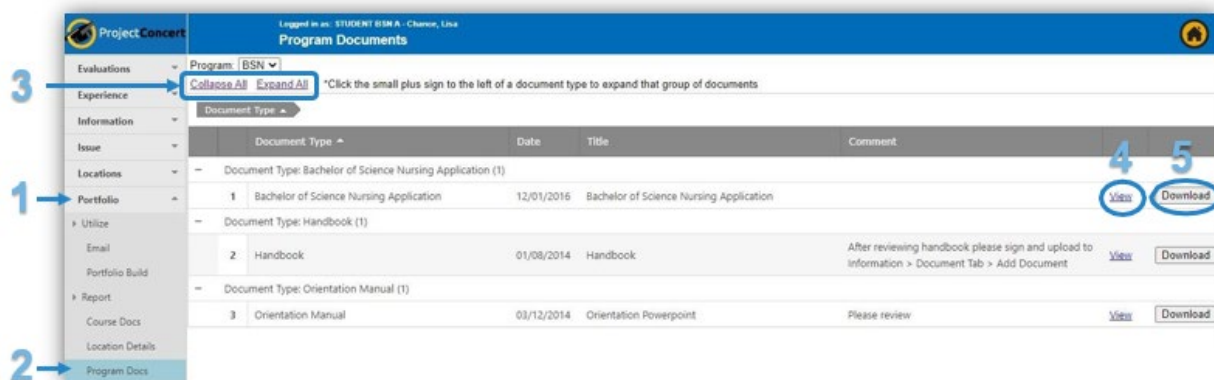 ProjectConcert
Logged in as: STUDENT BSN A - Chance, Lisa
Program Documents
3
1
2
Evaluations
Experience
Information
Issue
Locations
Portfolio
Utilize
Email
Portfolio Build
Report
Course Docs
Location Details
Program Docs
Program: BSN
Collapse All Expand All *Click the small plus sign to the left of a document type to expand that group of documents
Document Type
Document Type Date Title Comment
4 5
Document Type: Bachelor of Science Nursing Application (1)
1 Bachelor of Science Nursing Application 12/01/2016 Bachelor of Science Nursing Application View Download
Document Type: Handbook (1)
2 Handbook 01/08/2014 Handbook After reviewing handbook please sign and upload to View Download
Information > Document Tab > Add Document
Document Type: Orientation Manual (1)
3 Orientation Manual 03/12/2014 Orientation Powerpoint Please review View Download